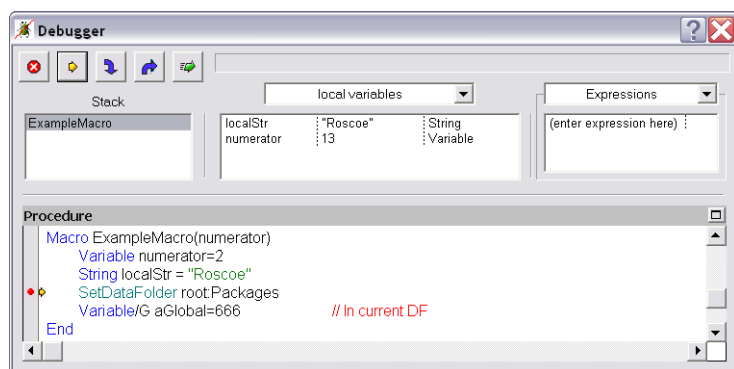 Debugger
local variables
Expressions
Stack
ExampleMacro
localStr "Roscoe" String
numerator 13 Variable
(enter expression here)
Procedure
Macro ExampleMacro(numerator)
Variable numerator=2
String localStr = "Roscoe"
SetDataFolder root:Packages
Variable/G aGlobal=666 // In current DF
End